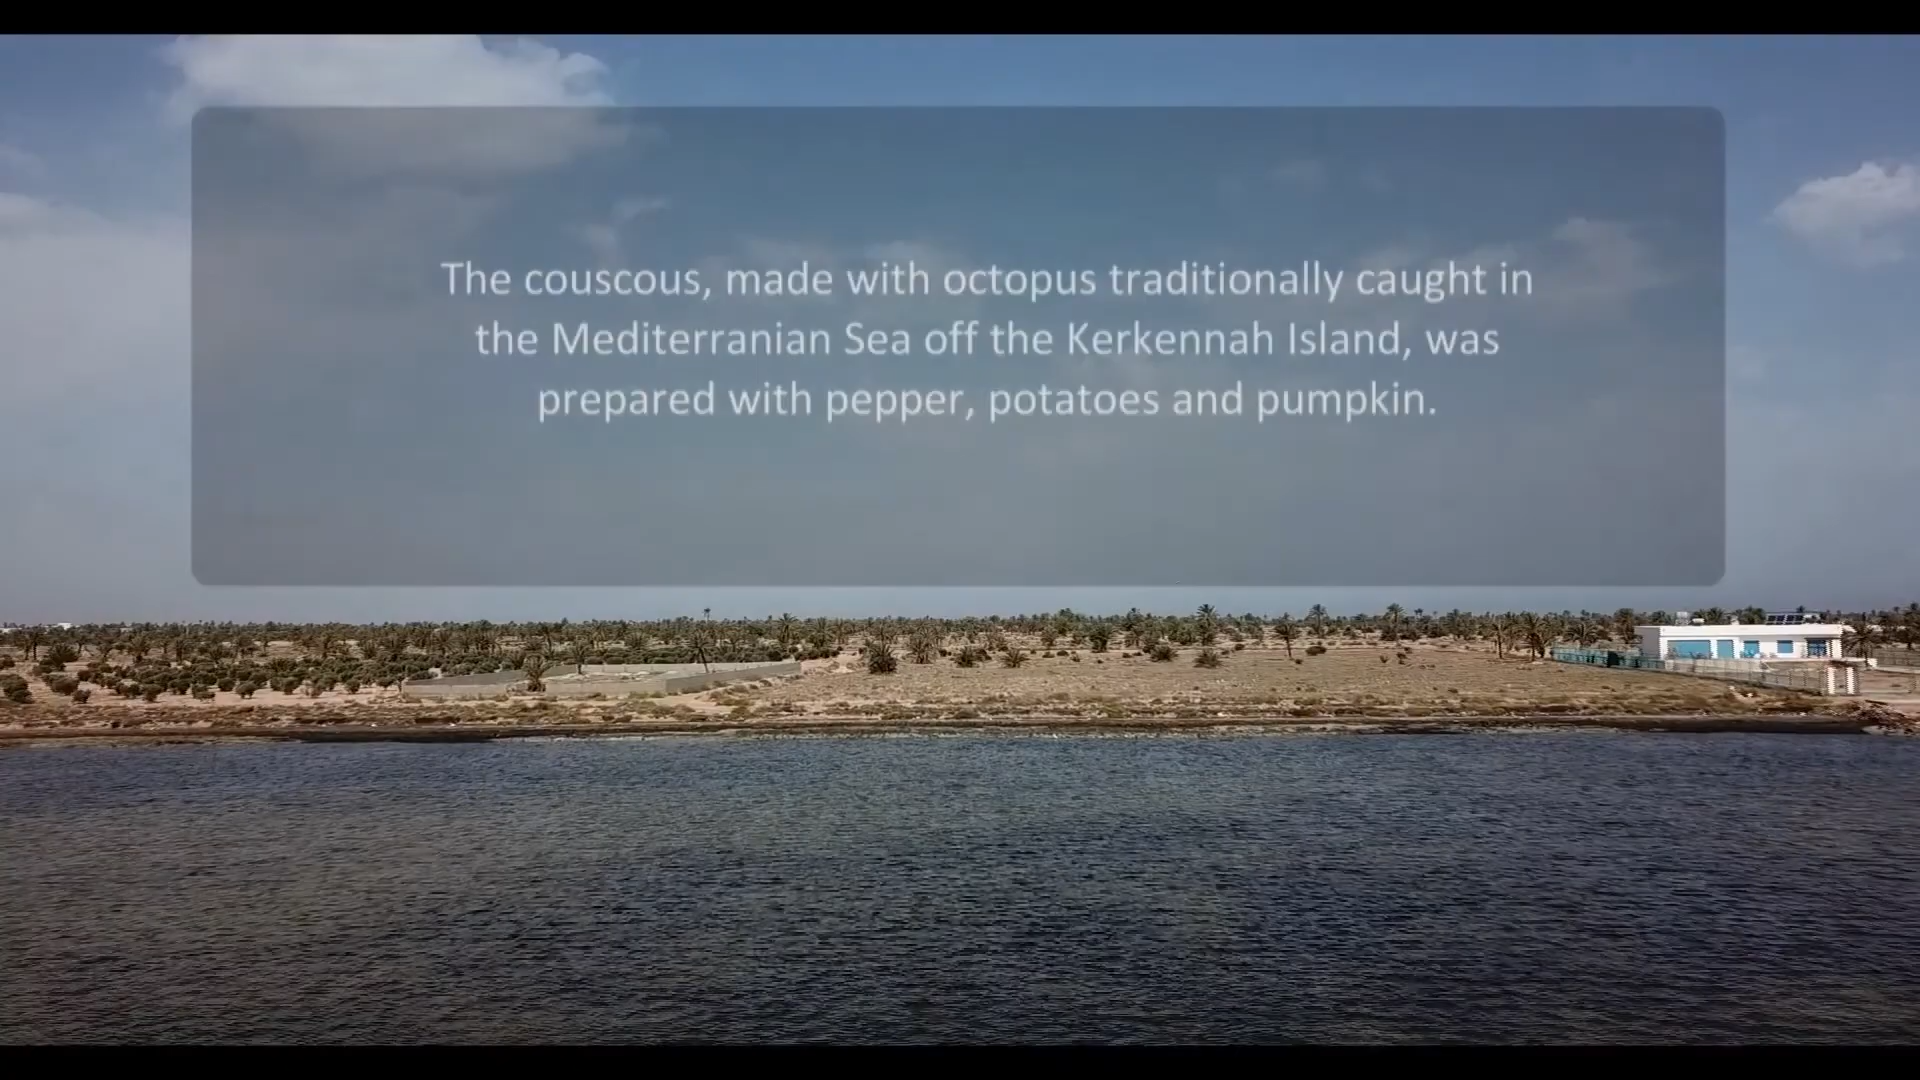 The couscous, made with octopus traditionally caught in
the Mediterranian Sea off the Kerkennah Island, was
prepared with pepper, potatoes and pumpkin.